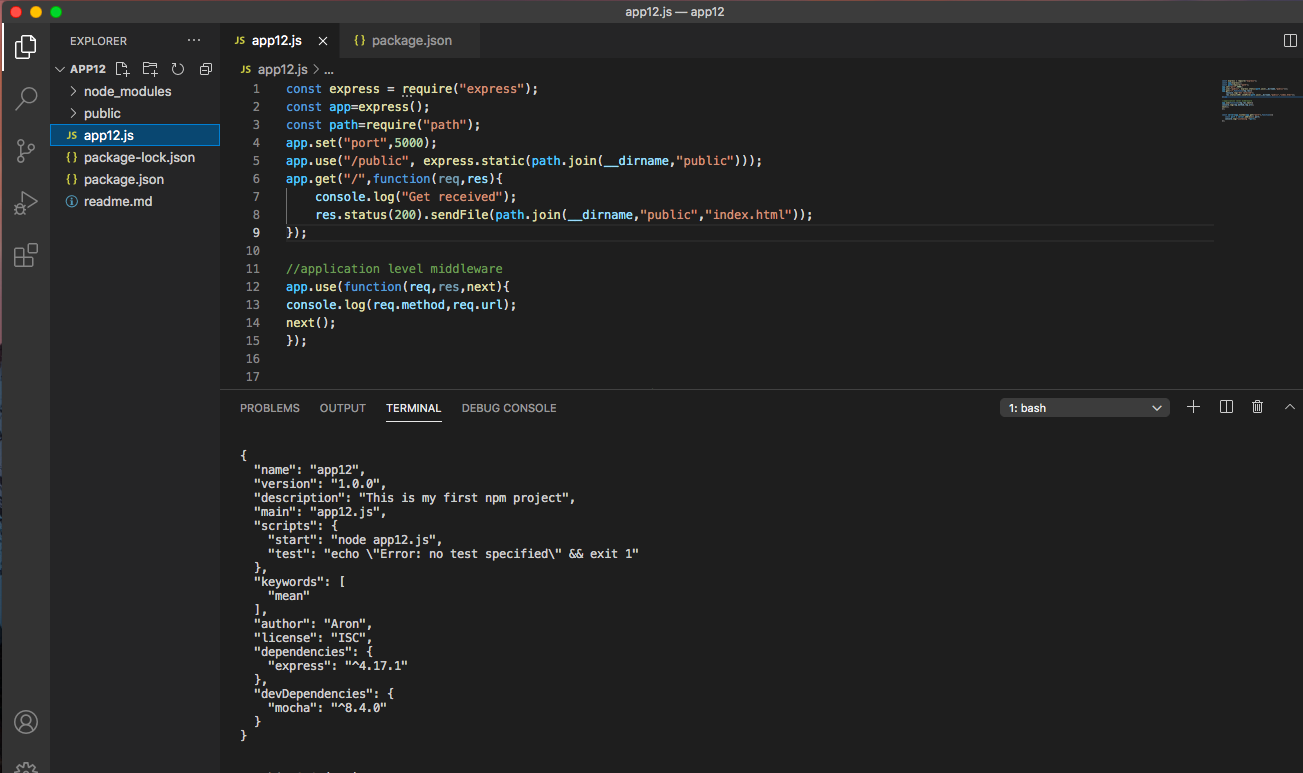 app12.js — app12
EXPLORER ...
APP12
node_modules
public
JS app12.js
{} package-lock.json
{} package.json
readme.md
JS app12.js
{} package.json
JS app12.js > ...
1 const express = require("express");
2 const app=express();
3 const path=require("path");
4 app.set("port",5000);
5 app.use("/public", express.static(path.join(__dirname,"public")));
6 app.get("/",function(req,res){
7 console.log("Get received");
8 res.status(200).sendFile(path.join(__dirname,"public","index.html"));
9 });
10
11 //application level middleware
12 app.use(function(req,res,next){
13 console.log(req.method,req.url);
14 next();
15 });
16
17
PROBLEMS OUTPUT TERMINAL DEBUG CONSOLE 1: bash
{
"name": "app12",
"version": "1.0.0",
"description": "This is my first npm project",
"main": "app12.js",
"scripts": {
"start": "node app12.js",
"test": "echo \"Error: no test specified\" && exit 1"
},
"keywords": [
"mean"
],
"author": "Aron",
"license": "ISC",
"dependencies": {
"express": "^4.17.1"
},
"devDependencies": {
"mocha": "^8.4.0"
}
}